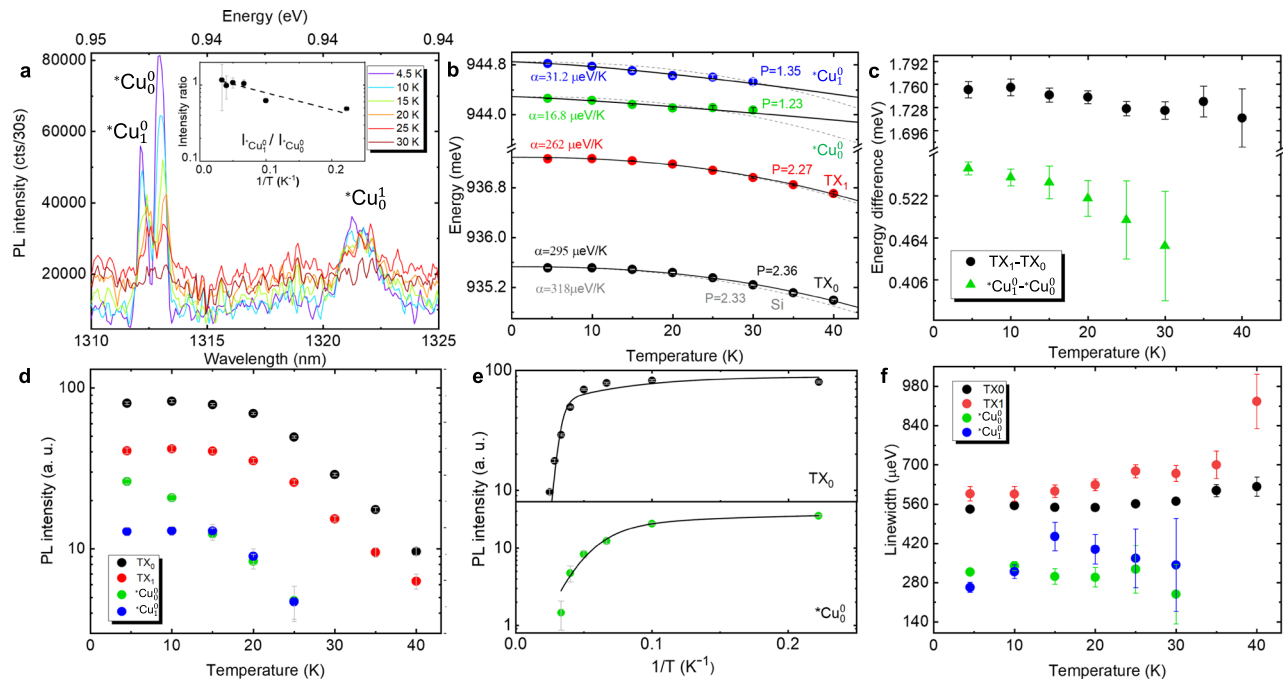 a
Energy (eV)
0.95 0.94 0.94 0.94
80000
60000
40000
20000
PL intensity (cts/30s)
*Cu⁰₀
*Cu⁰₁
*Cu¹₀
Intensity ratio
1
0.1
I*Cu⁰₁ / I*Cu⁰₀
0.0 0.1 0.2
1/T (K⁻¹)
4.5 K
10 K
15 K
20 K
25 K
30 K
1310 1315 1320 1325
Wavelength (nm)
b
Energy (meV)
944.8
944.0
936.8
936.0
935.2
α=31.2 μeV/K
P=1.35
*Cu⁰₁
α=16.8 μeV/K
P=1.23
*Cu⁰₀
α=262 μeV/K
P=2.27
TX₁
α=295 μeV/K
P=2.36
TX₀
α=318μeV/K
P=2.33
Si
0 10 20 30 40
Temperature (K)
c
Energy difference (meV)
1.792
1.760
1.728
1.696
0.522
0.464
0.406
TX₁-TX₀
*Cu⁰₁-*Cu⁰₀
0 10 20 30 40
Temperature (K)
d
PL intensity (a. u.)
100
10
TX₀
TX₁
*Cu⁰₀
*Cu⁰₁
0 10 20 30 40
Temperature (K)
e
PL intensity (a. u.)
100
10
TX₀
10
1
*Cu⁰₀
0.0 0.1 0.2
1/T (K⁻¹)
f
Linewidth (μeV)
980
840
700
560
420
280
140
TX0
TX1
*Cu⁰₀
*Cu⁰₁
0 10 20 30 40
Temperature (K)